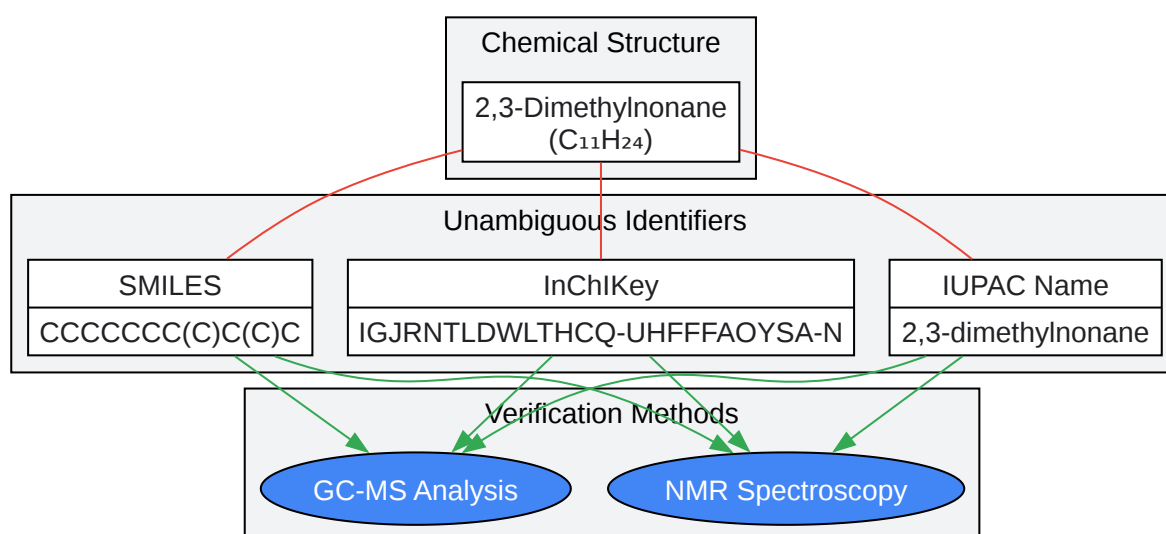 Chemical Structure
2,3-Dimethylnonane
(C₁₁H₂₄)
Unambiguous Identifiers
SMILES
CCCCCCC(C)C(C)C
InChIKey
IGJRNTLDWLTHCQ-UHFFFAOYSA-N
IUPAC Name
2,3-dimethylnonane
Verification Methods
GC-MS Analysis
NMR Spectroscopy